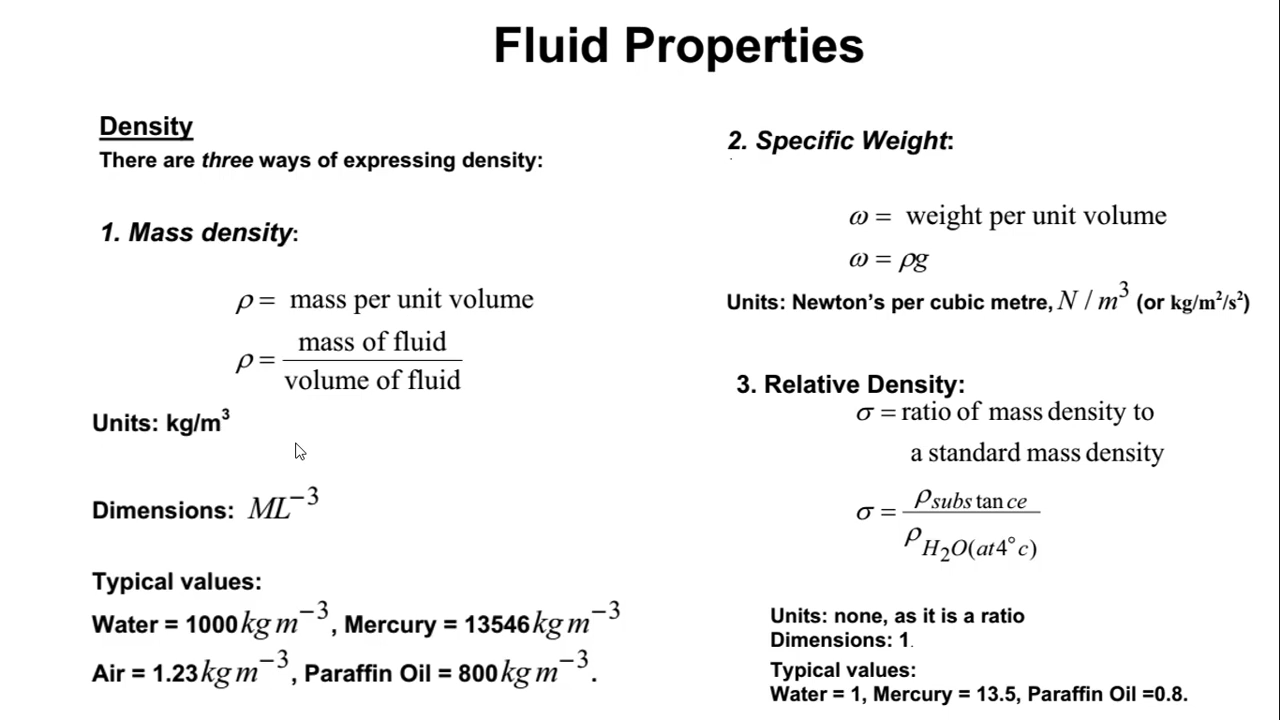 Fluid Properties
Density
There are three ways of expressing density:
1. Mass density:
ρ = mass per unit volume
ρ = mass of fluid / volume of fluid
Units: kg/m³
Dimensions: ML⁻³
Typical values:
Water = 1000 kg m⁻³, Mercury = 13546 kg m⁻³
Air = 1.23 kg m⁻³, Paraffin Oil = 800 kg m⁻³.
2. Specific Weight:
ω = weight per unit volume
ω = ρg
Units: Newton's per cubic metre, N / m³ (or kg/m²/s²)
3. Relative Density:
σ = ratio of mass density to
a standard mass density
σ = ρ_substance / ρ_H₂O(at4°c)
Units: none, as it is a ratio
Dimensions: 1.
Typical values:
Water = 1, Mercury = 13.5, Paraffin Oil =0.8.